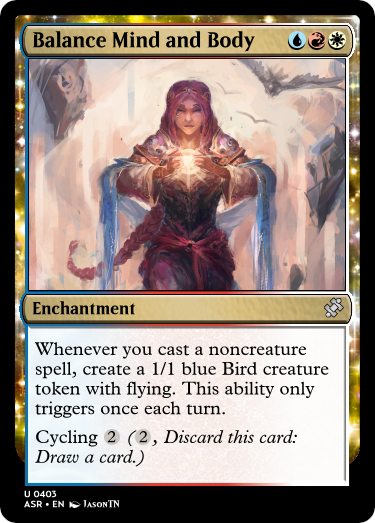 Balance Mind and Body
Enchantment
Whenever you cast a noncreature
spell, create a 1/1 blue Bird creature
token with flying. This ability only
triggers once each turn.
Cycling 2 (2, Discard this card:
Draw a card.)
U 0403
ASR • EN JASONTN